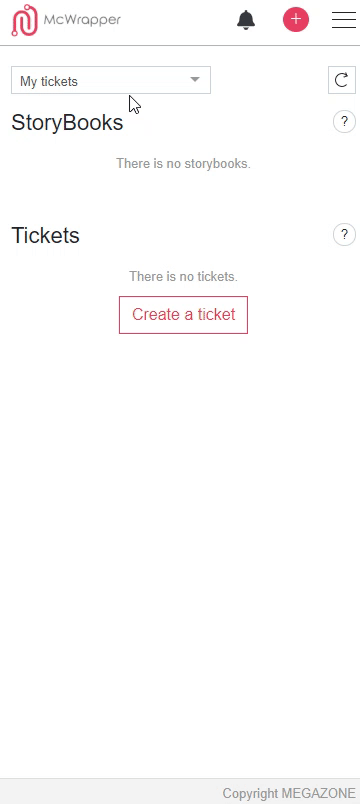 McWrapper
+
My tickets
StoryBooks
?
There is no storybooks.
Tickets
?
There is no tickets.
Create a ticket
Copyright MEGAZONE